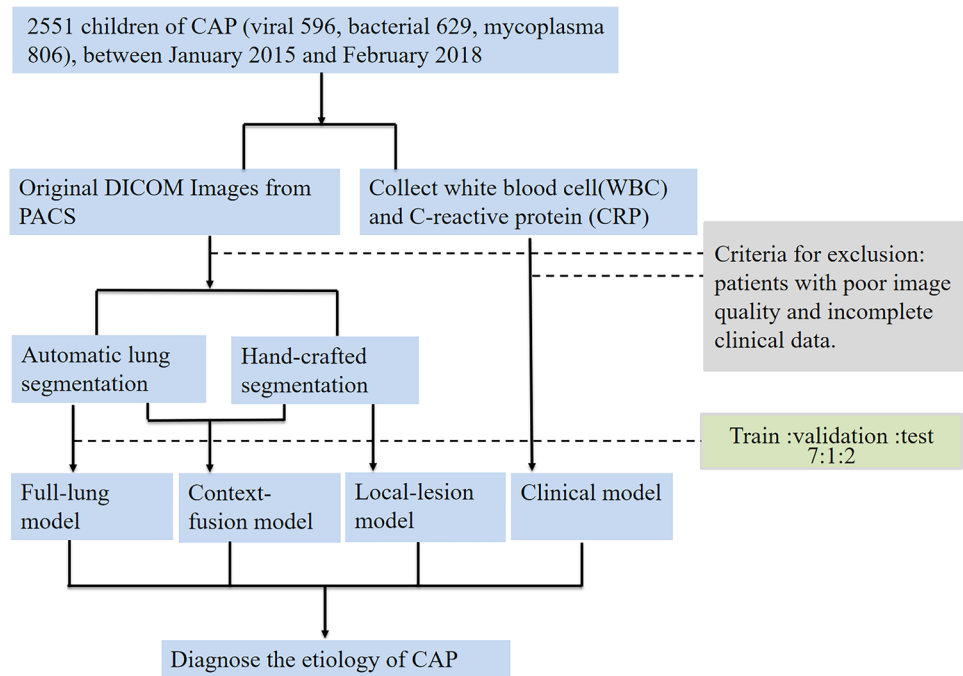 2551 children of CAP (viral 596, bacterial 629, mycoplasma
806), between January 2015 and February 2018
Original DICOM Images from
PACS
Collect white blood cell(WBC)
and C-reactive protein (CRP)
Criteria for exclusion:
patients with poor image
quality and incomplete
clinical data.
Automatic lung
segmentation
Hand-crafted
segmentation
Train :validation :test
7:1:2
Full-lung
model
Context-
fusion model
Local-lesion
model
Clinical model
Diagnose the etiology of CAP